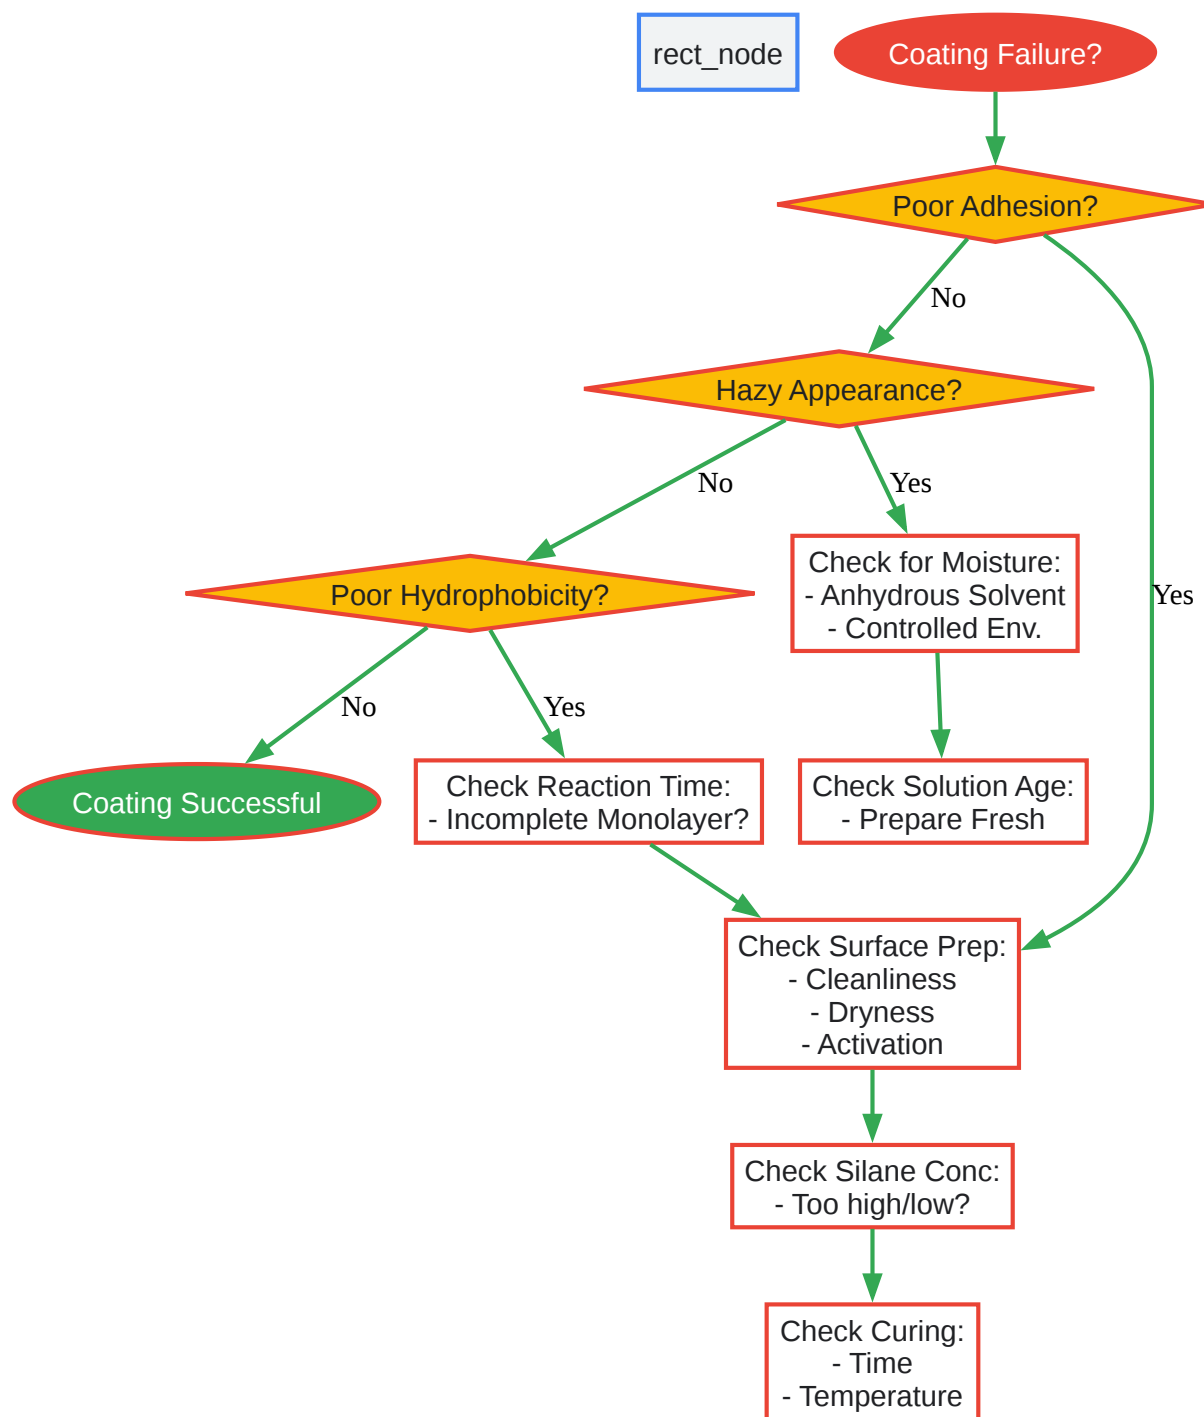 rect_node
Coating Failure?
Poor Adhesion?
No
Hazy Appearance?
No
Yes
Check for Moisture:
- Anhydrous Solvent
- Controlled Env.
Yes
Poor Hydrophobicity?
No
Yes
Coating Successful
Check Reaction Time:
- Incomplete Monolayer?
Check Solution Age:
- Prepare Fresh
Check Surface Prep:
- Cleanliness
- Dryness
- Activation
Check Silane Conc:
- Too high/low?
Check Curing:
- Time
- Temperature